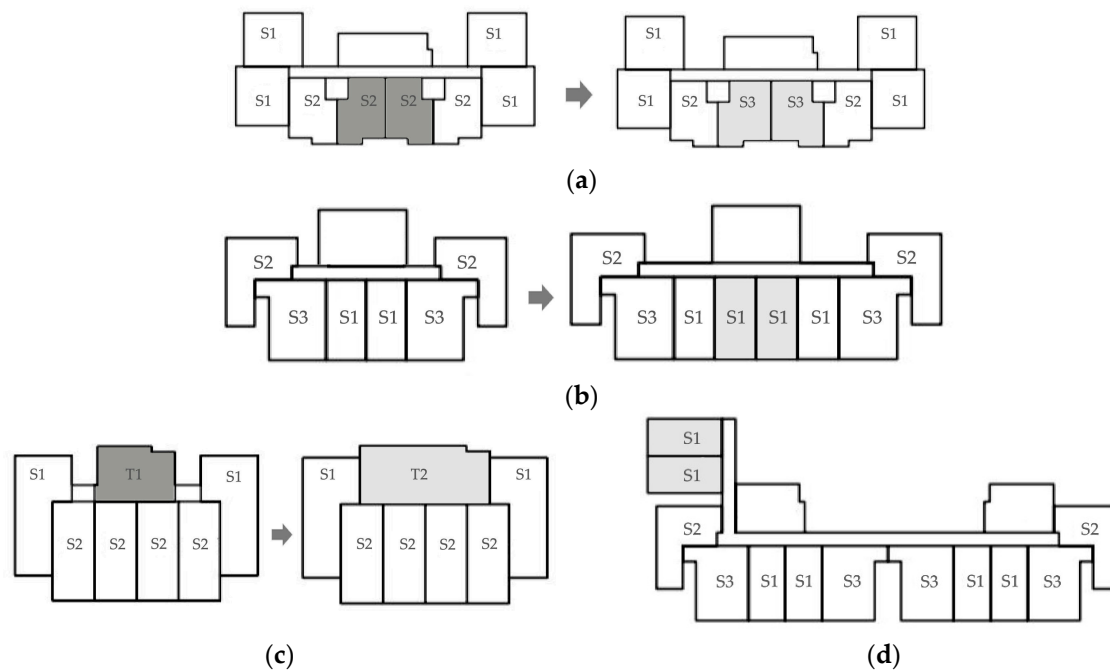 S1 S1 S1 S1
S1 S2 S2 S2 S2 S1 S1 S2 S3 S3 S2 S1
(a)
S2 S2 S2 S2
S3 S1 S1 S3 S3 S1 S1 S1 S1 S3
(b)
S1 T1 S1 S1 T2 S1
S2 S2 S2 S2 S2 S2 S2 S2
(c)
S1
S1
S2 S2
S3 S1 S1 S3 S3 S1 S1 S3
(d)